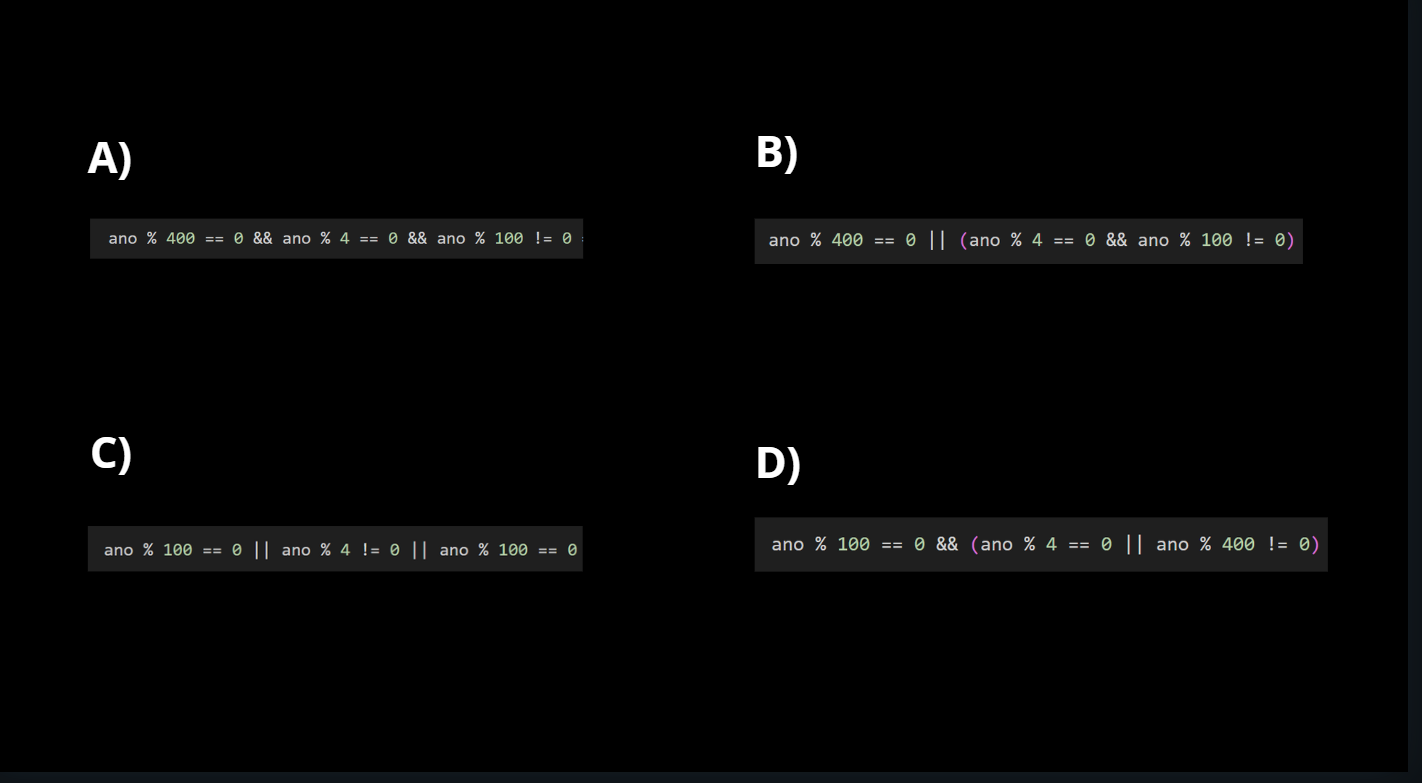 A)
ano % 400 == 0 && ano % 4 == 0 && ano % 100 != 0
B)
ano % 400 == 0 || (ano % 4 == 0 && ano % 100 != 0)
C)
ano % 100 == 0 || ano % 4 != 0 || ano % 100 == 0
D)
ano % 100 == 0 && (ano % 4 == 0 || ano % 400 != 0)